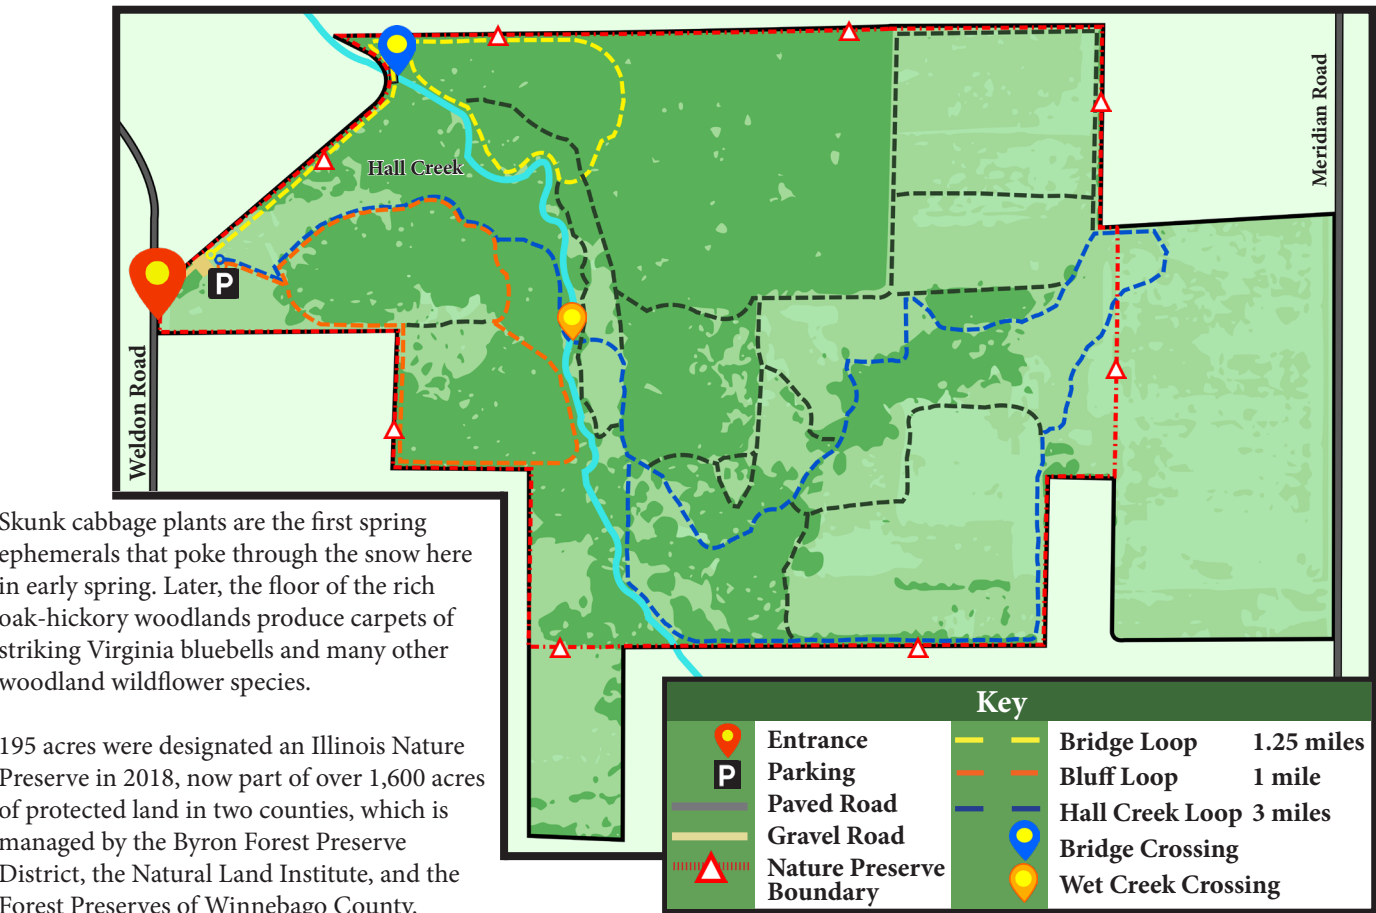 Meridian Road
Hall Creek
P
Weldon Road
Skunk cabbage plants are the first spring
ephemerals that poke through the snow here
in early spring. Later, the floor of the rich
oak-hickory woodlands produce carpets of
striking Virginia bluebells and many other
woodland wildflower species.
195 acres were designated an Illinois Nature
Preserve in 2018, now part of over 1,600 acres
of protected land in two counties, which is
managed by the Byron Forest Preserve
District, the Natural Land Institute, and the
Forest Preserves of Winnebago County.
Key
Entrance
P Parking
Paved Road
Gravel Road
Nature Preserve
Boundary
Bridge Loop 1.25 miles
Bluff Loop 1 mile
Hall Creek Loop 3 miles
Bridge Crossing
Wet Creek Crossing